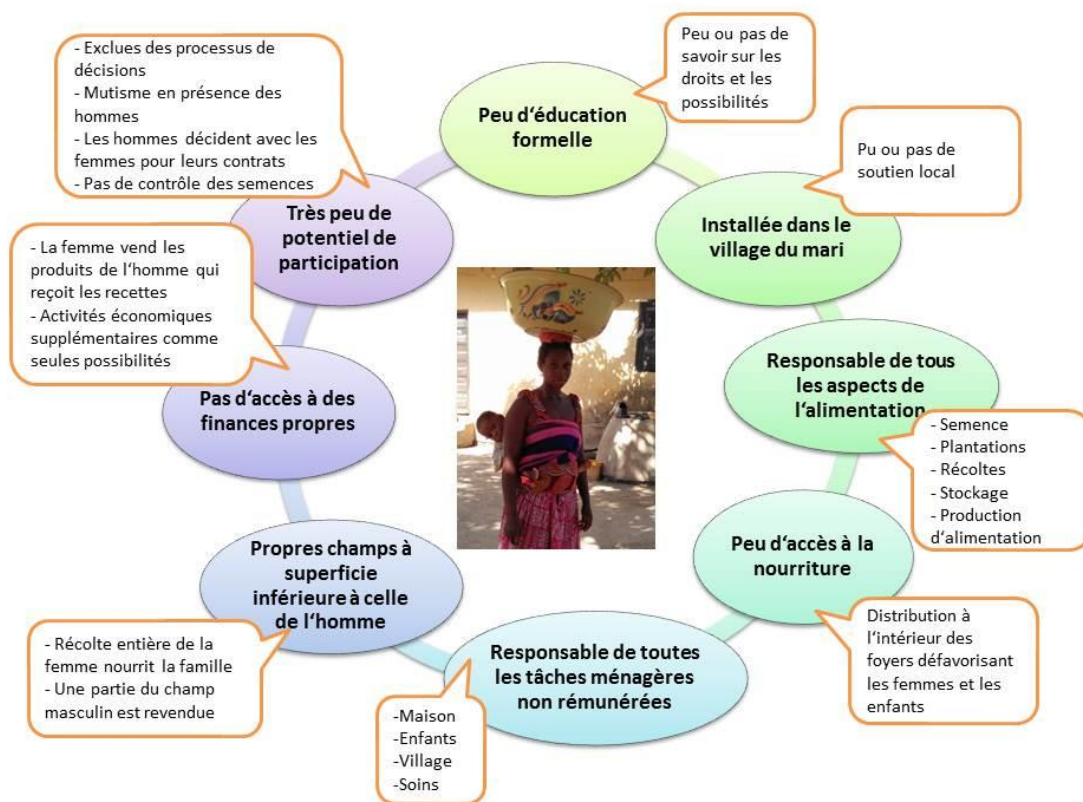 - Exclues des processus de
décisions
- Mutisme en présence des
hommes
- Les hommes décident avec les
femmes pour leurs contrats
- Pas de contrôle des semences
Peu d‘éducation
formelle
Peu ou pas de
savoir sur les
droits et les
possibilités
Pu ou pas de
soutien local
Très peu de
potentiel de
participation
Installée dans le
village du mari
- La femme vend les
produits de l‘homme qui
reçoit les recettes
- Activités économiques
supplémentaires comme
seules possibilités
Pas d‘accès à des
finances propres
Responsable de tous
les aspects de
l‘alimentation
- Semence
- Plantations
- Récoltes
- Stockage
- Production
d‘alimentation
Propres champs à
superficie
inférieure à celle
de l‘homme
Peu d‘accès à la
nourriture
- Récolte entière de la
femme nourrit la famille
- Une partie du champ
masculin est revendue
Responsable de toutes
les tâches ménagères
non rémunérées
-Maison
-Enfants
-Village
-Soins
Distribution à
l‘intérieur des
foyers défavorisant
les femmes et les
enfants